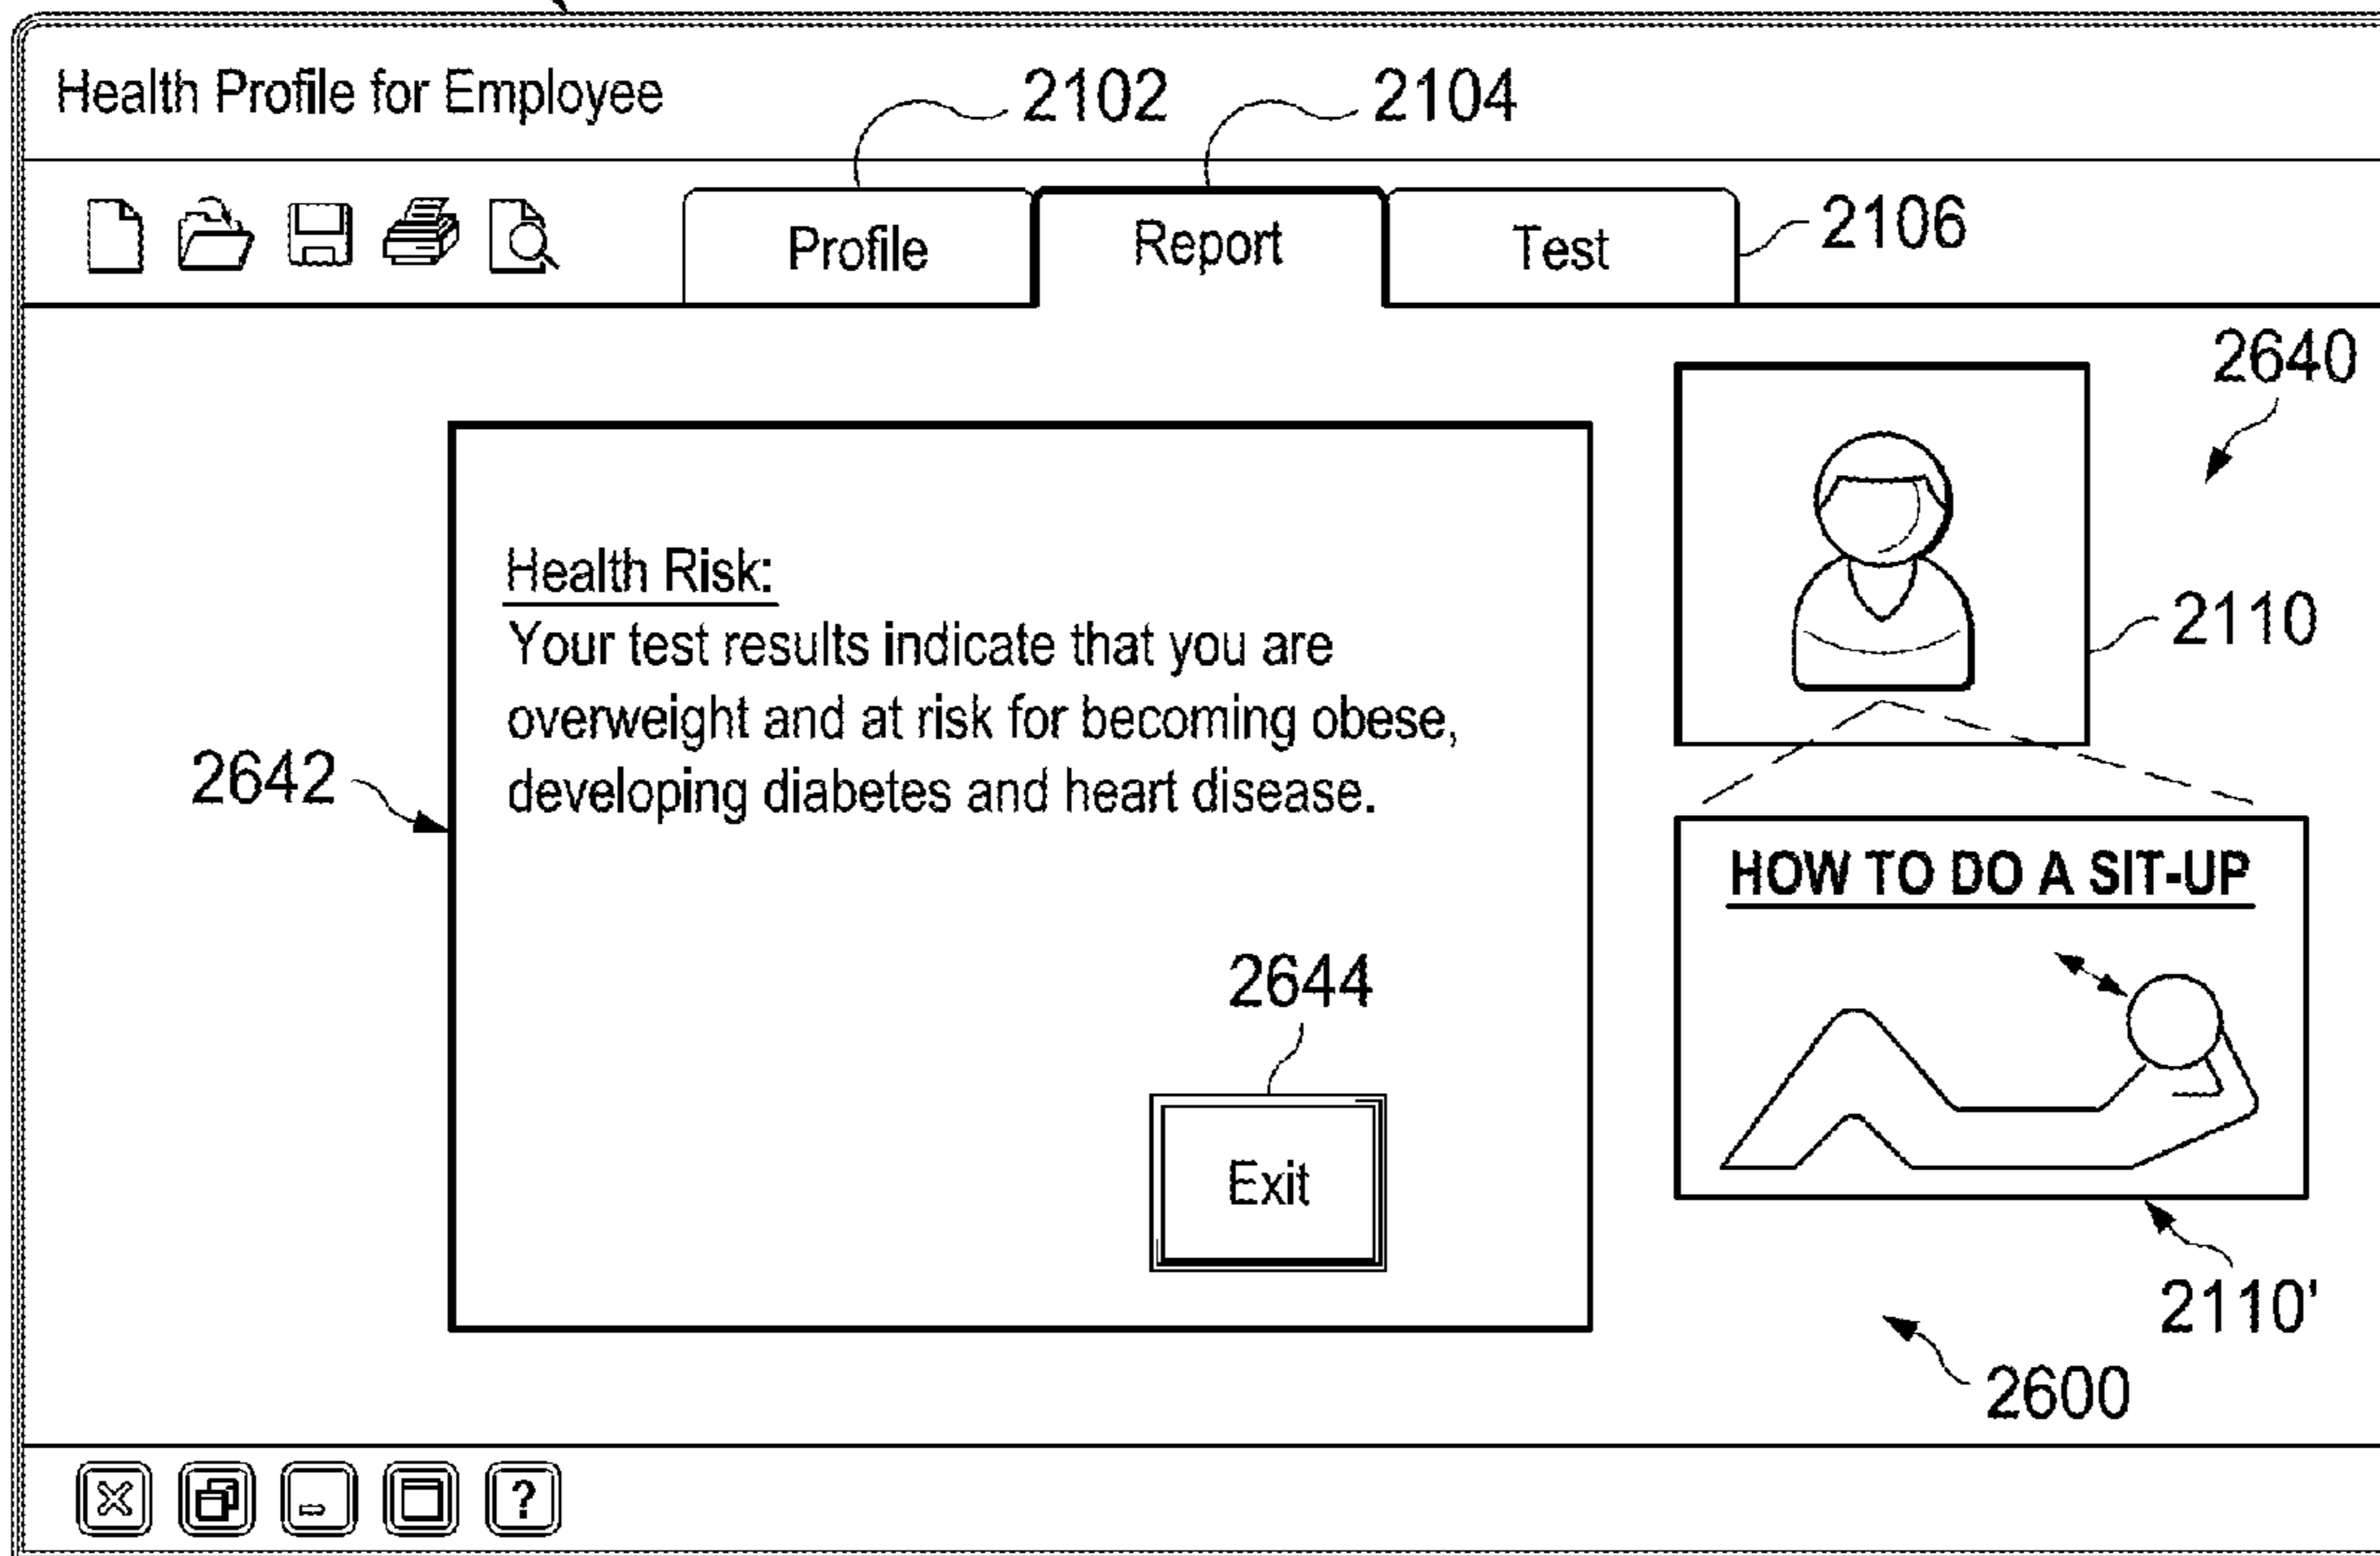 Health Profile for Employee
2102
2104
Profile
Report
Test
2106
2640
2110
Health Risk:
Your test results indicate that you are
overweight and at risk for becoming obese,
developing diabetes and heart disease.
2642
HOW TO DO A SIT-UP
2644
Exit
2110'
2600
?